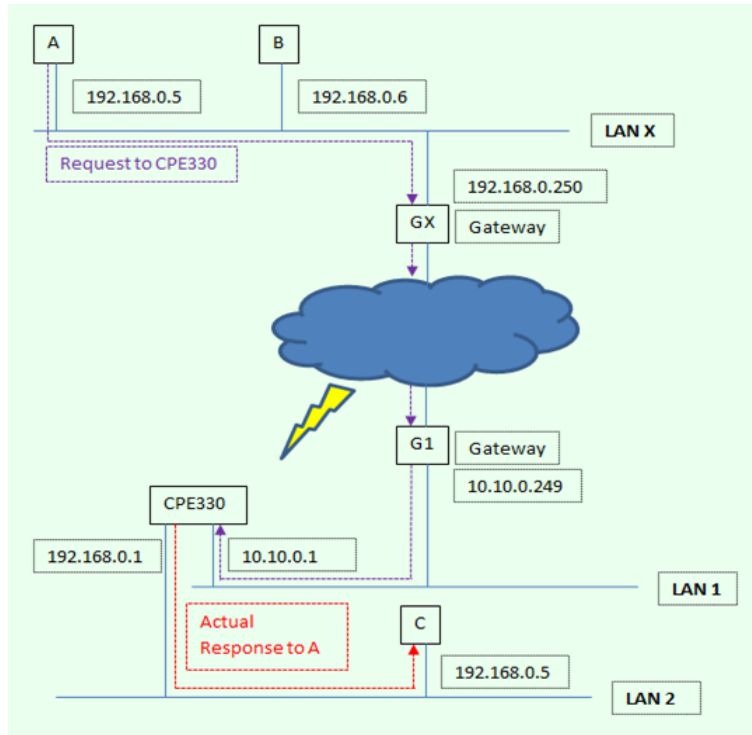 A
B
192.168.0.5
192.168.0.6
LAN X
Request to CPE330
192.168.0.250
GX
Gateway
G1
Gateway
10.10.0.249
CPE330
192.168.0.1
10.10.0.1
LAN 1
Actual
Response to A
C
192.168.0.5
LAN 2